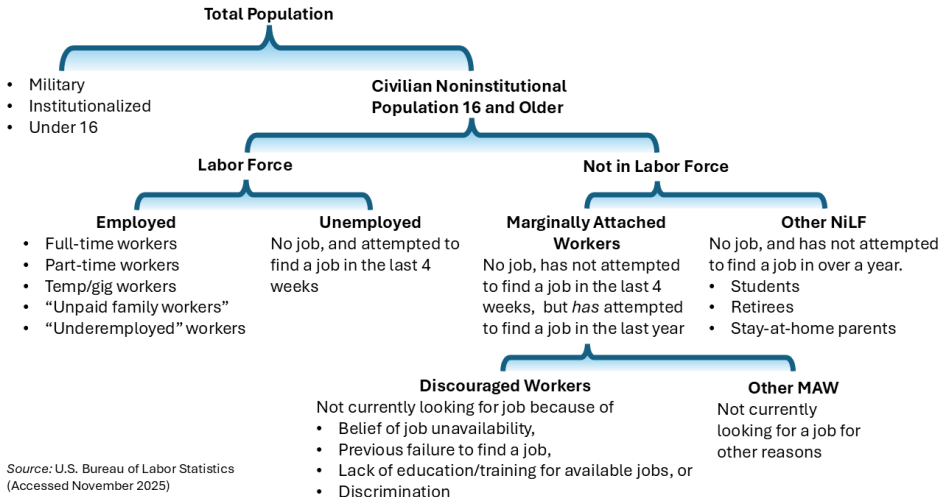 Total Population
• Military
• Institutionalized
• Under 16
Civilian Noninstitutional
Population 16 and Older
Labor Force
Not in Labor Force
Employed
• Full-time workers
• Part-time workers
• Temp/gig workers
• “Unpaid family workers”
• “Underemployed” workers
Unemployed
No job, and attempted to
find a job in the last 4
weeks
Marginally Attached
Workers
No job, has not attempted
to find a job in the last 4
weeks, but has attempted
to find a job in the last year
Other NiLF
No job, and has not attempted
to find a job in over a year.
• Students
• Retirees
• Stay-at-home parents
Discouraged Workers
Not currently looking for job because of
• Belief of job unavailability,
• Previous failure to find a job,
• Lack of education/training for available jobs, or
• Discrimination
Other MAW
Not currently
looking for a job for
other reasons
Source: U.S. Bureau of Labor Statistics
(Accessed November 2025)